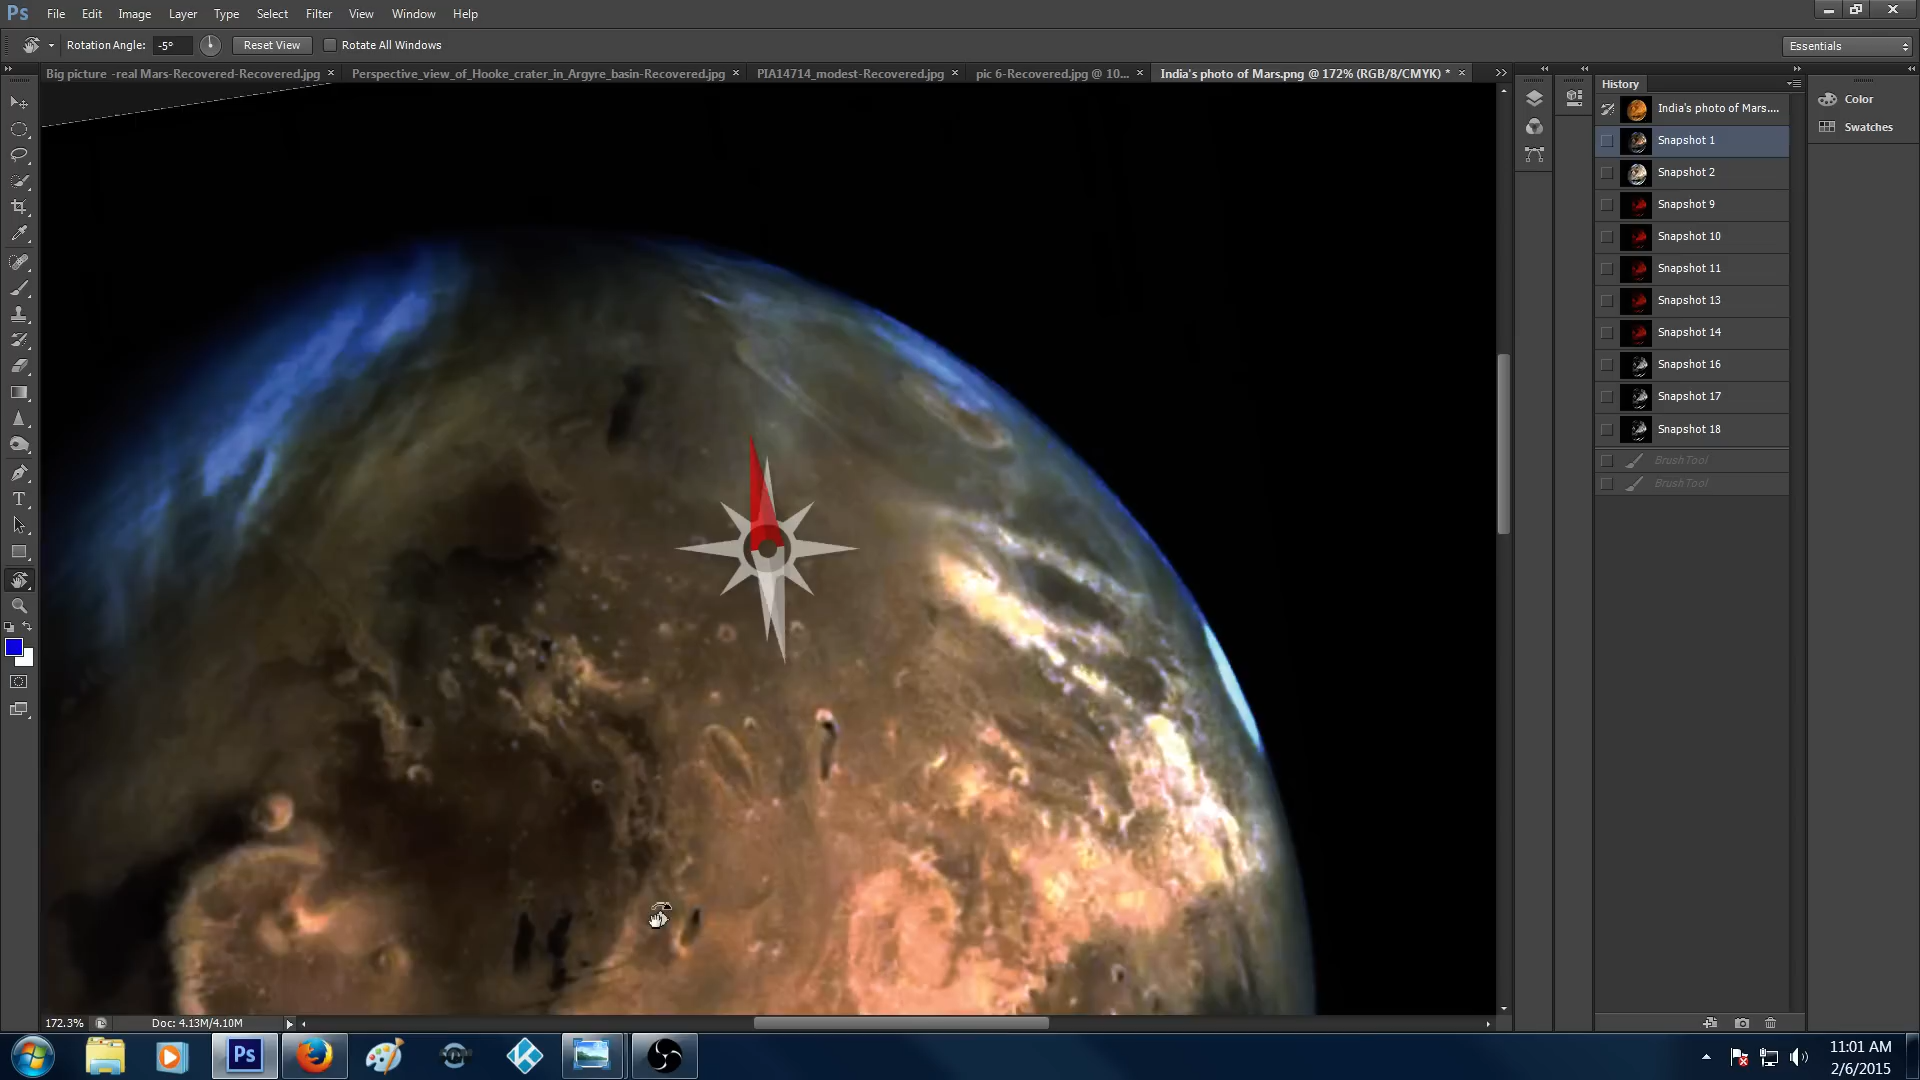 Ps File Edit Image Layer Type Select Filter View Window Help
Rotation Angle: -5° Reset View Rotate All Windows Essentials
Big picture -real Mars-Recovered-Recovered.jpg × Perspective_view_of_Hooke_crater_in_Argyre_basin-Recovered.jpg × PIA14714_modest-Recovered.jpg × pic 6-Recovered.jpg @ 10... × India's photo of Mars.png @ 172% (RGB/8/CMYK) * ×
History
Color
Swatches
India's photo of Mars....
Snapshot 1
Snapshot 2
Snapshot 9
Snapshot 10
Snapshot 11
Snapshot 13
Snapshot 14
Snapshot 16
Snapshot 17
Snapshot 18
BrushTool
BrushTool
T
172.3% Doc: 4.13M/4.10M
Ps
11:01 AM
2/6/2015